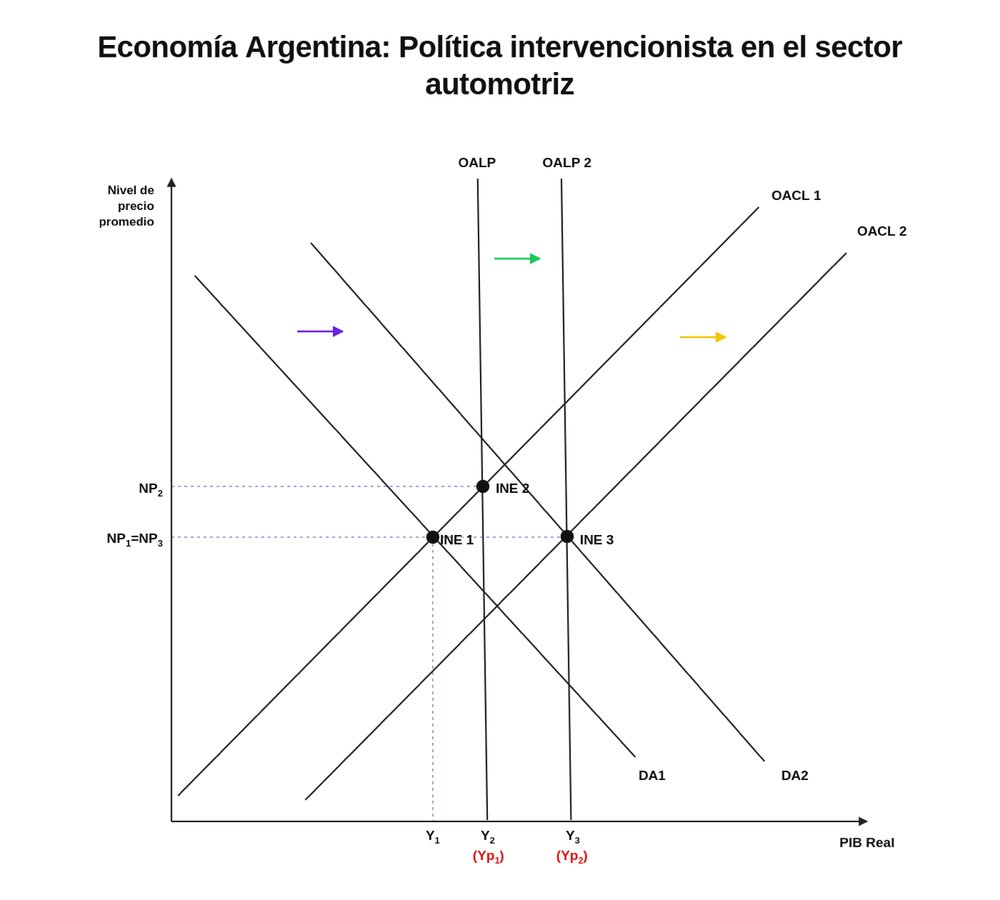 Economía Argentina: Política intervencionista en el sector
automotriz
OALP
OALP 2
Nivel de
precio
promedio
OACL 1
OACL 2
NP2
INE 2
NP1=NP3
INE 1
INE 3
DA1
DA2
Y1
Y2
Y3
PIB Real
(Yp1)
(Yp2)